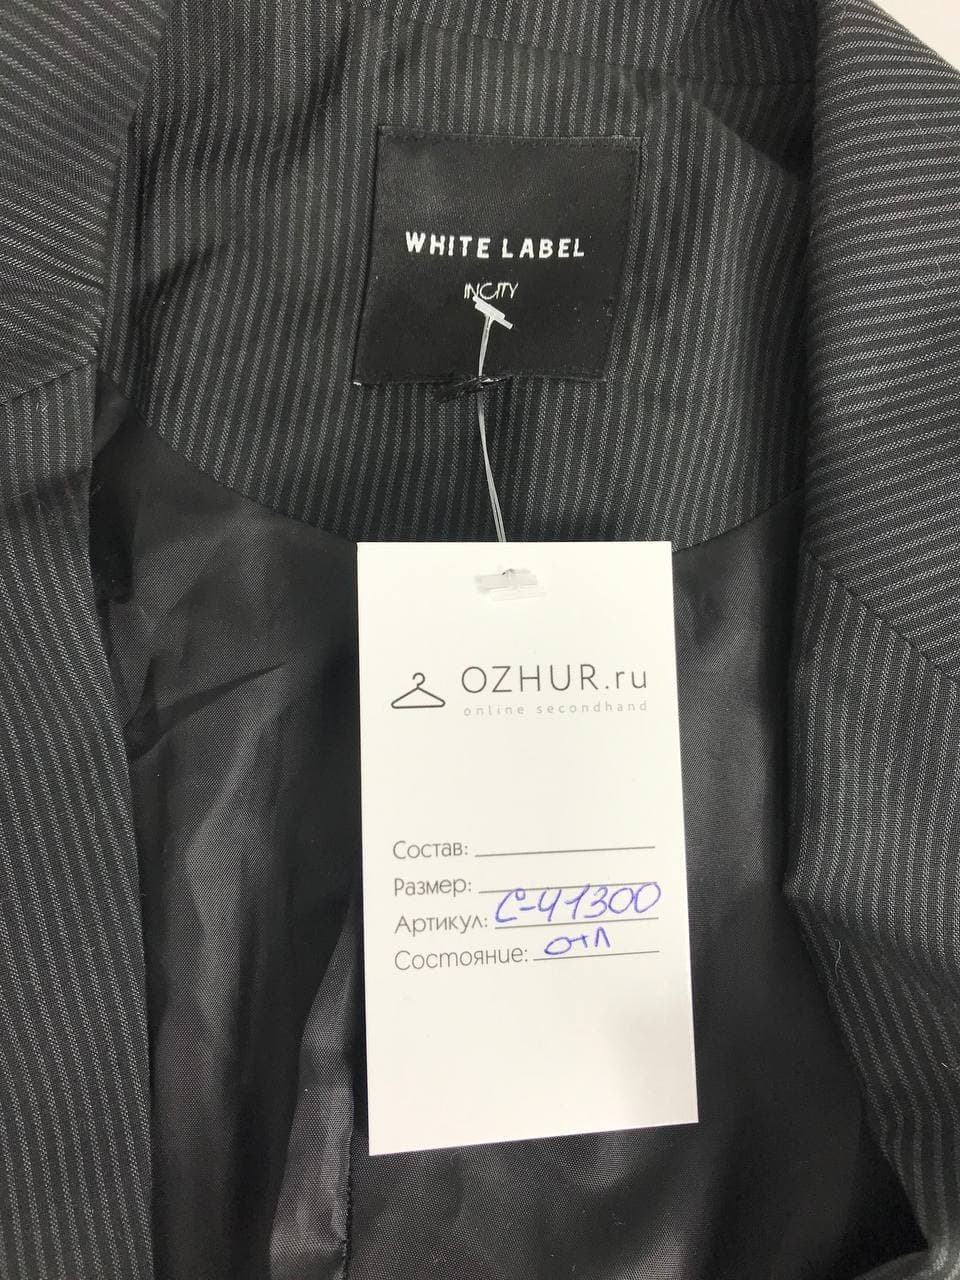 WHITE LABEL
INCITY
OZHUR.ru
online secondhand
Состав:
Размер:
Артикул: С-41300
Состояние: отл